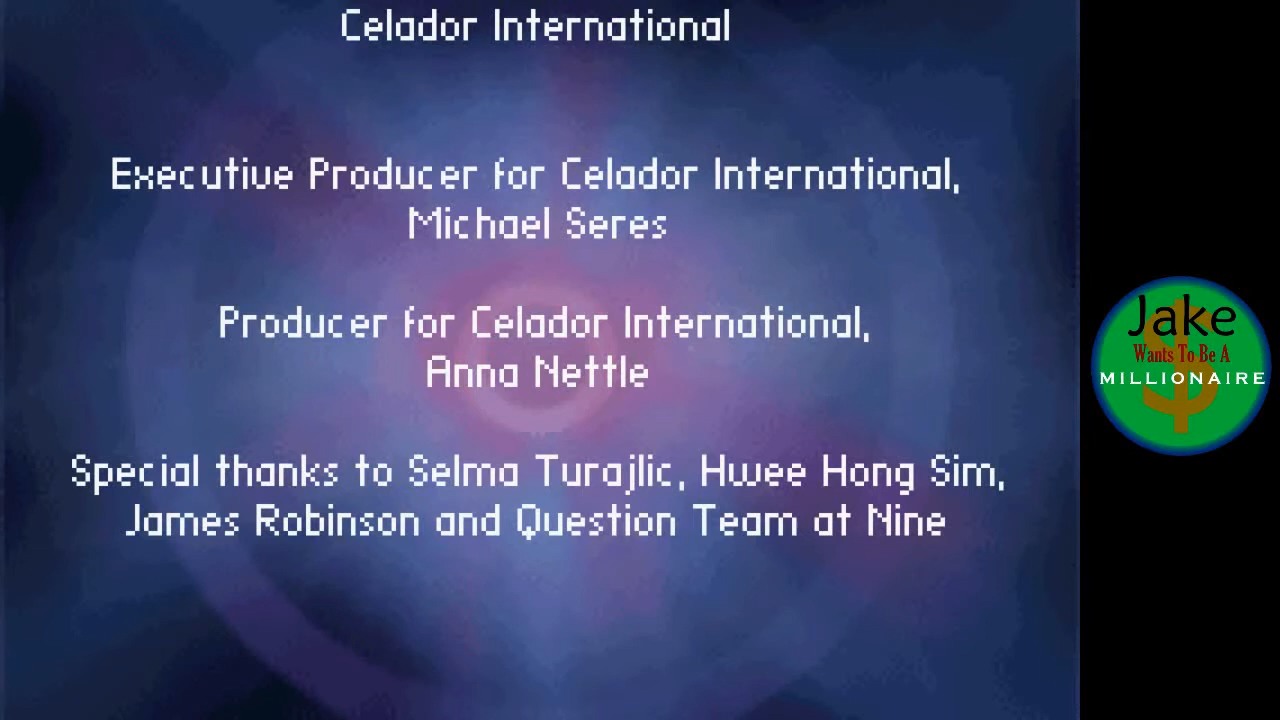 Celador International
Executive Producer for Celador International,
Michael Seres
Producer for Celador International,
Anna Nettle
Special thanks to Selma Turajlic, Hwee Hong Sim,
James Robinson and Question Team at Nine
Jake
Wants To Be A
MILLIONAIRE
$